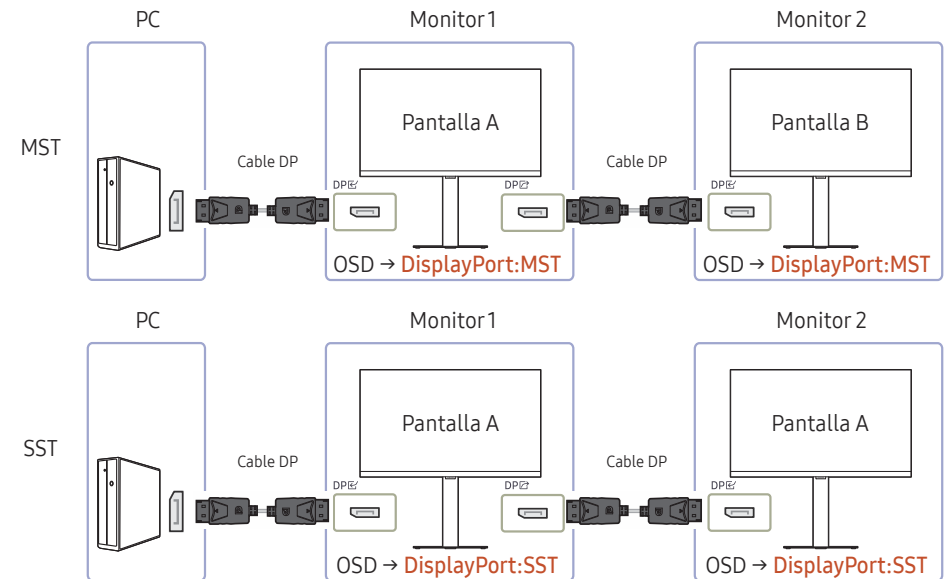 PC
Monitor 1
Monitor 2
MST
Pantalla A
Pantalla B
Cable DP
Cable DP
DP
DP
DP
OSD → DisplayPort:MST
OSD → DisplayPort:MST
PC
Monitor 1
Monitor 2
SST
Pantalla A
Pantalla A
Cable DP
Cable DP
DP
DP
DP
OSD → DisplayPort:SST
OSD → DisplayPort:SST